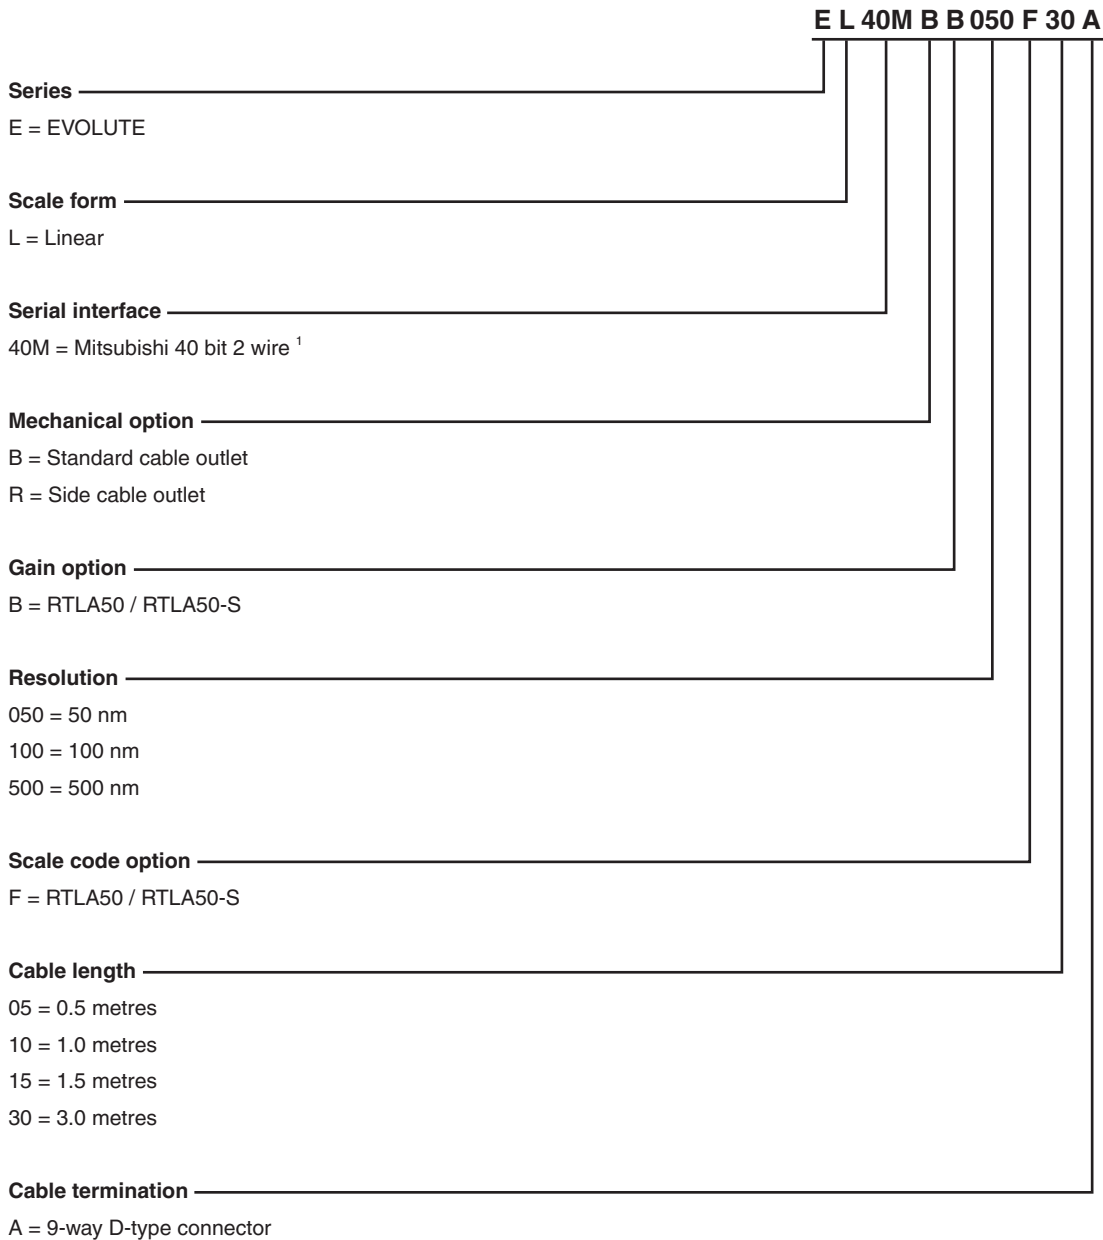 E L 40M B B 050 F 30 A
Series
E = EVOLUTE
Scale form
L = Linear
Serial interface
40M = Mitsubishi 40 bit 2 wire ¹
Mechanical option
B = Standard cable outlet
R = Side cable outlet
Gain option
B = RTLA50 / RTLA50-S
Resolution
050 = 50 nm
100 = 100 nm
500 = 500 nm
Scale code option
F = RTLA50 / RTLA50-S
Cable length
05 = 0.5 metres
10 = 1.0 metres
15 = 1.5 metres
30 = 3.0 metres
Cable termination
A = 9-way D-type connector